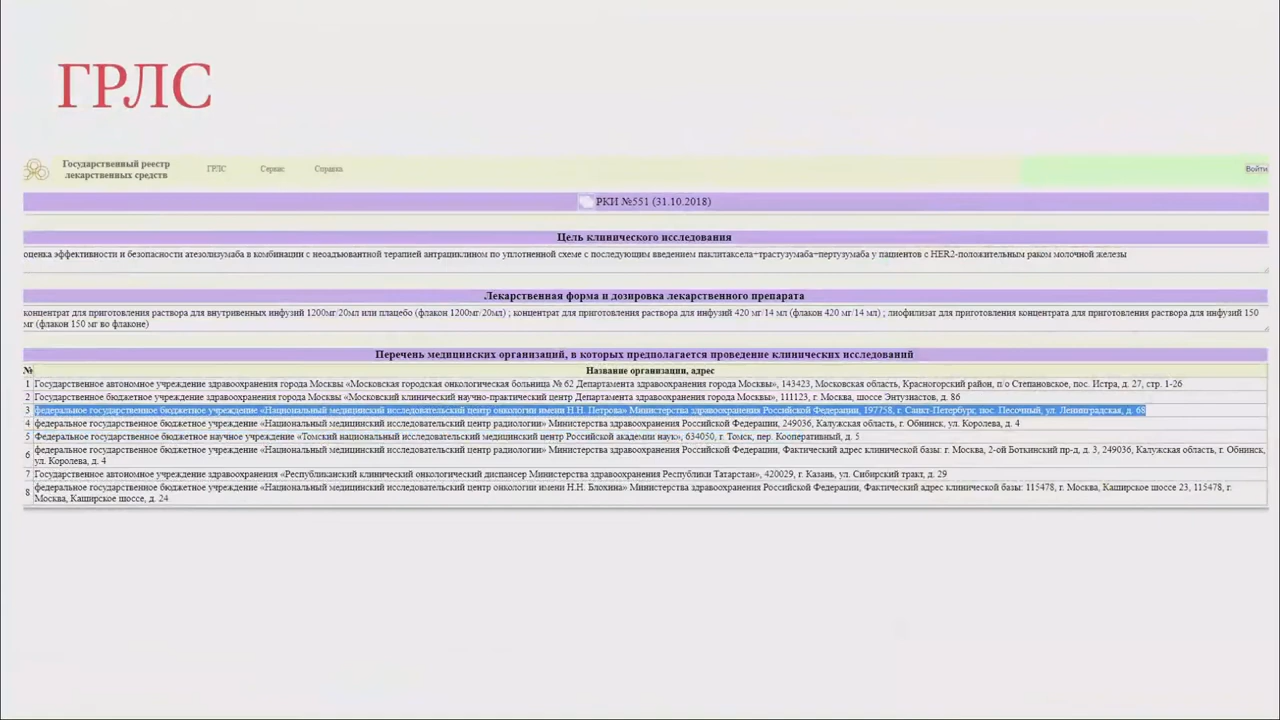 ГРЛС
Государственный реестр
лекарственных средств
ГРЛС
Сервис
Справка
Войти
РКИ №551 (31.10.2018)
Цель клинического исследования
оценка эффективности и безопасности атезолизумаба в комбинации с неоадъювантной терапией антрациклином по уплотненной схеме с последующим введением паклитаксела+трастузумаба+пертузумаба у пациентов с HER2-положительным раком молочной железы
Лекарственная форма и дозировка лекарственного препарата
концентрат для приготовления раствора для внутривенных инфузий 1200мг/20мл или плацебо (флакон 1200мг/20мл) ; концентрат для приготовления раствора для инфузий 420 мг/14 мл (флакон 420 мг/14 мл) ; лиофилизат для приготовления концентрата для приготовления раствора для инфузий 150
мг (флакон 150 мг во флаконе)
Перечень медицинских организаций, в которых предполагается проведение клинических исследований
№ Название организации, адрес
1 Государственное автономное учреждение здравоохранения города Москвы «Московская городская онкологическая больница № 62 Департамента здравоохранения города Москвы», 143423, Московская область, Красногорский район, п/о Степановское, пос. Истра, д. 27, стр. 1-26
2 Государственное бюджетное учреждение здравоохранения города Москвы «Московский клинический научно-практический центр Департамента здравоохранения города Москвы», 111123, г. Москва, шоссе Энтузиастов, д. 86
3 федеральное государственное бюджетное учреждение «Национальный медицинский исследовательский центр онкологии имени Н.Н. Петрова» Министерства здравоохранения Российской Федерации, 197758, г. Санкт-Петербург, пос. Песочный, ул. Ленинградская, д. 68
4 федеральное государственное бюджетное учреждение «Национальный медицинский исследовательский центр радиологии» Министерства здравоохранения Российской Федерации, 249036, Калужская область, г. Обнинск, ул. Королева, д. 4
5 Федеральное государственное бюджетное научное учреждение «Томский национальный исследовательский медицинский центр Российской академии наук», 634050, г. Томск, пер. Кооперативный, д. 5
6 федеральное государственное бюджетное учреждение «Национальный медицинский исследовательский центр радиологии» Министерства здравоохранения Российской Федерации, Фактический адрес клинической базы: г. Москва, 2-ой Боткинский пр-д, д. 3, 249036, Калужская область, г. Обнинск,
ул. Королева, д. 4
7 Государственное автономное учреждение здравоохранения «Республиканский клинический онкологический диспансер Министерства здравоохранения Республики Татарстан», 420029, г. Казань, ул. Сибирский тракт, д. 29
8 федеральное государственное бюджетное учреждение «Национальный медицинский исследовательский центр онкологии имени Н.Н. Блохина» Министерства здравоохранения Российской Федерации, Фактический адрес клинической базы: 115478, г. Москва, Каширское шоссе 23, 115478, г.
Москва, Каширское шоссе, д. 24